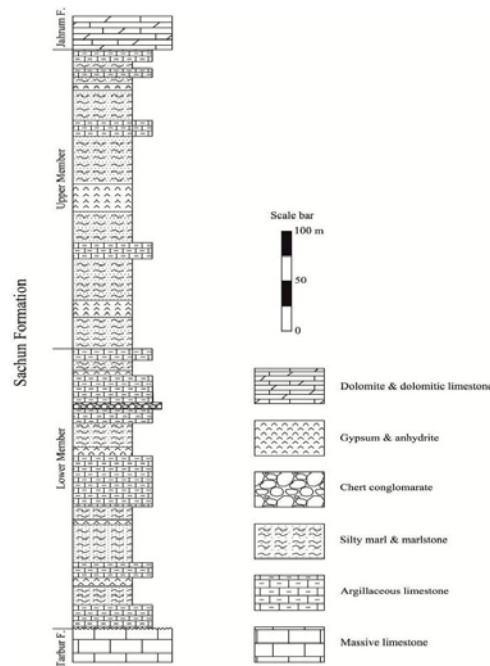 Jahrum F.
Upper Member
Sachun Formation
Lower Member
Tarbur F.
Scale bar
100 m
50
0
Dolomite & dolomitic limestone
Gypsum & anhydrite
Chert conglomarate
Silty marl & marlstone
Argillaceous limestone
Massive limestone